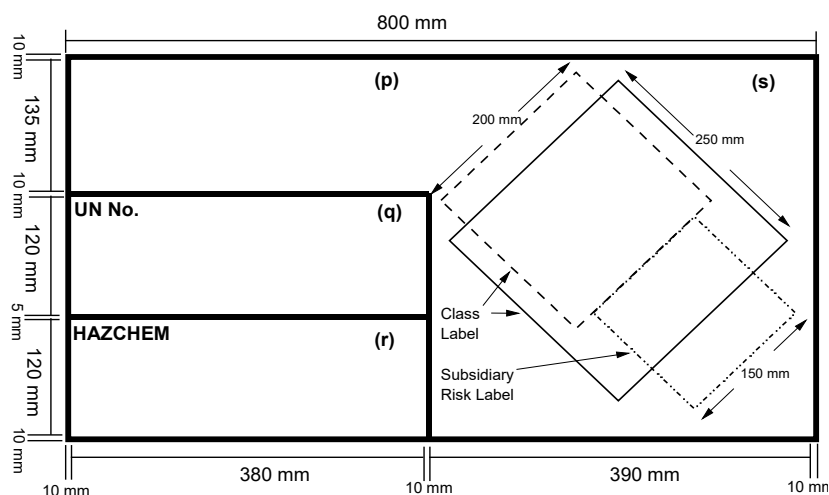 800 mm
10 mm
(p)
(s)
135 mm
200 mm
250 mm
10 mm
UN No.
(q)
120 mm
Class
Label
5 mm
HAZCHEM
(r)
120 mm
Subsidiary
Risk Label
150 mm
10 mm
380 mm
390 mm
10 mm
10 mm
10 mm